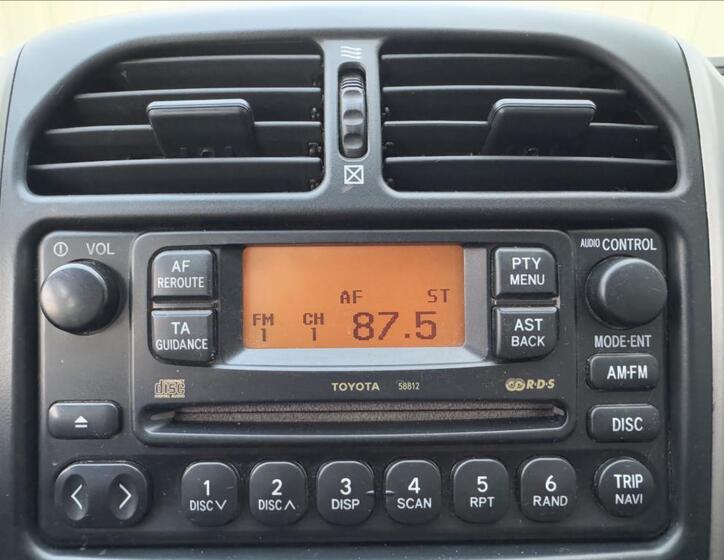 VOL
AF
REROUTE
TA
GUIDANCE
AF ST
FM CH
1 1 87.5
PTY
MENU
AST
BACK
AUDIO CONTROL
MODE·ENT
AM·FM
DISC
disc
DIGITAL AUDIO
TOYOTA 58812 R·D·S
1
DISC∨
2
DISC∧
3
DISP
4
SCAN
5
RPT
6
RAND
TRIP
NAVI